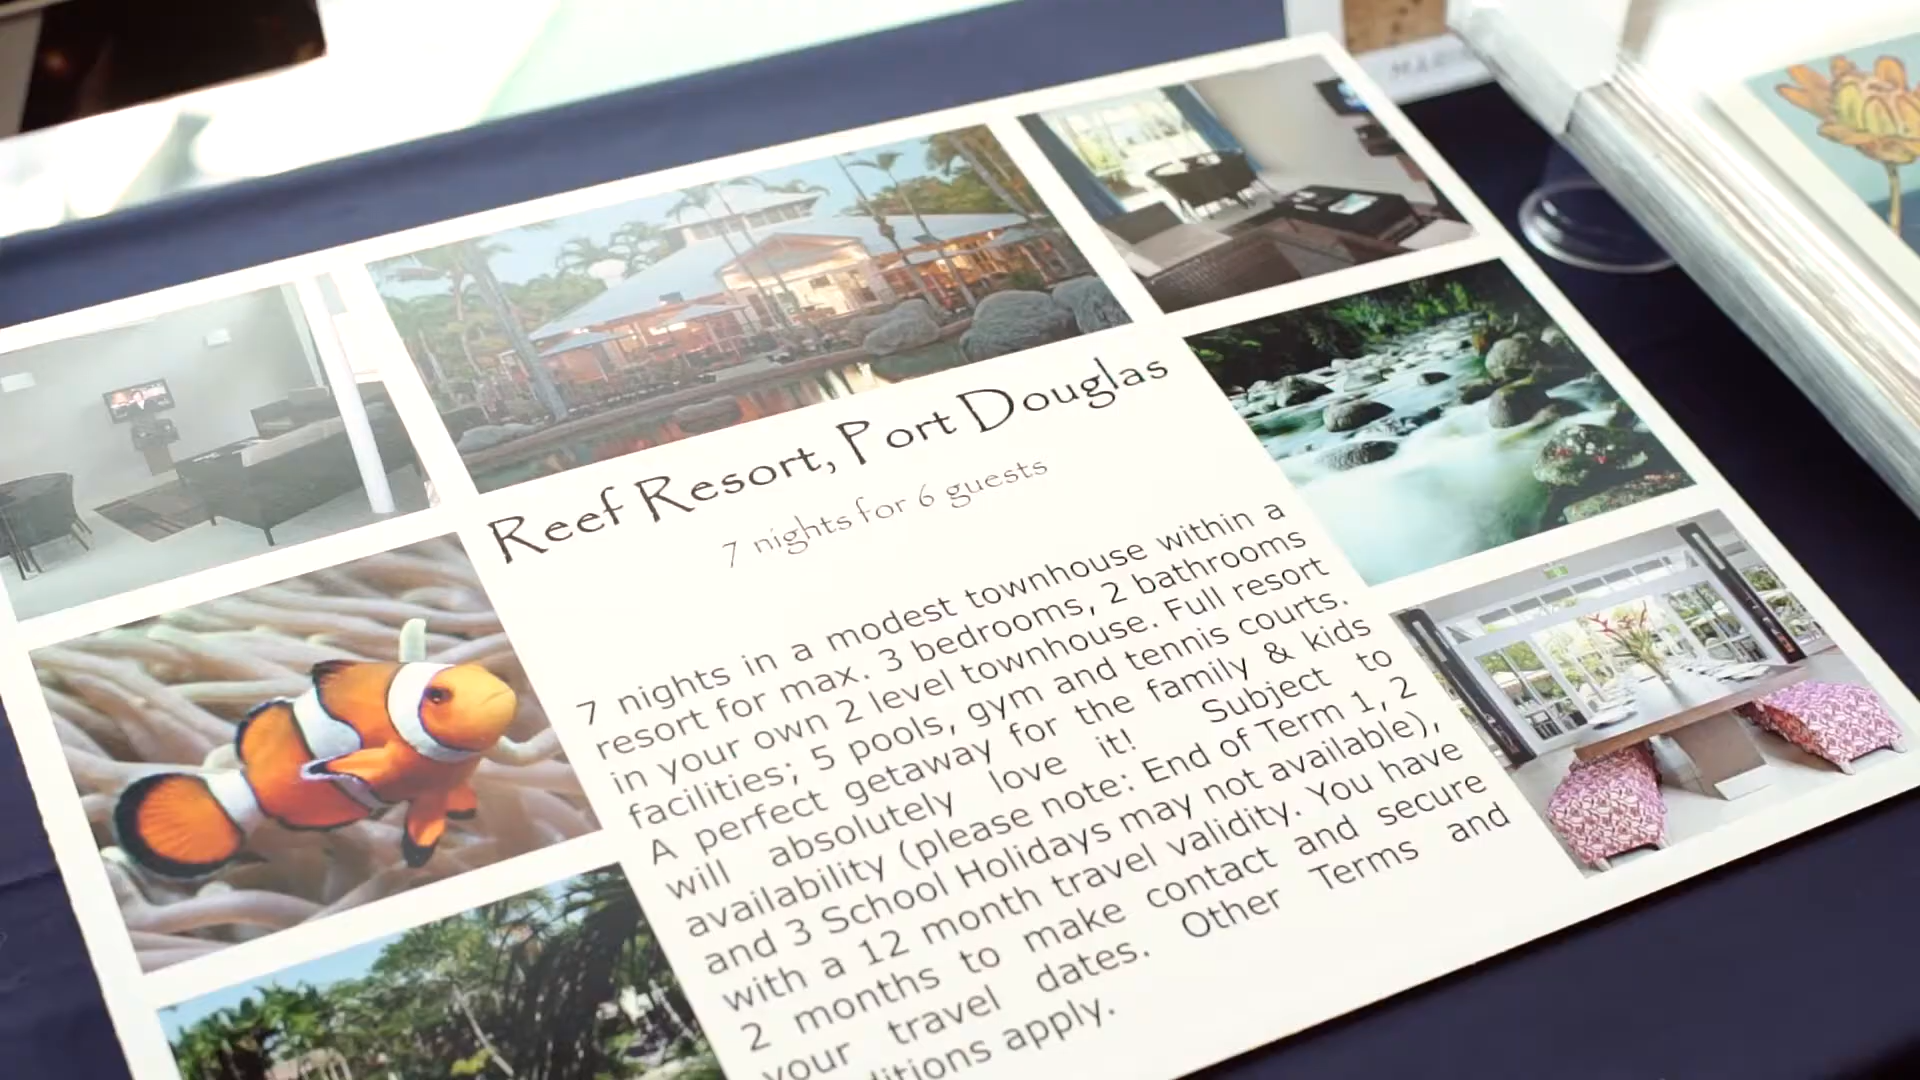 Reef Resort, Port Douglas
7 nights for 6 guests
7 nights in a modest townhouse within a
resort for max. 3 bedrooms, 2 bathrooms
in your own 2 level townhouse. Full resort
facilities; 5 pools, gym and tennis courts.
A perfect getaway for the family & kids
will absolutely love it! Subject to
availability (please note: End of Term 1, 2
and 3 School Holidays may not available),
with a 12 month travel validity. You have
2 months to make contact and secure
your travel dates. Other Terms and
ditions apply.